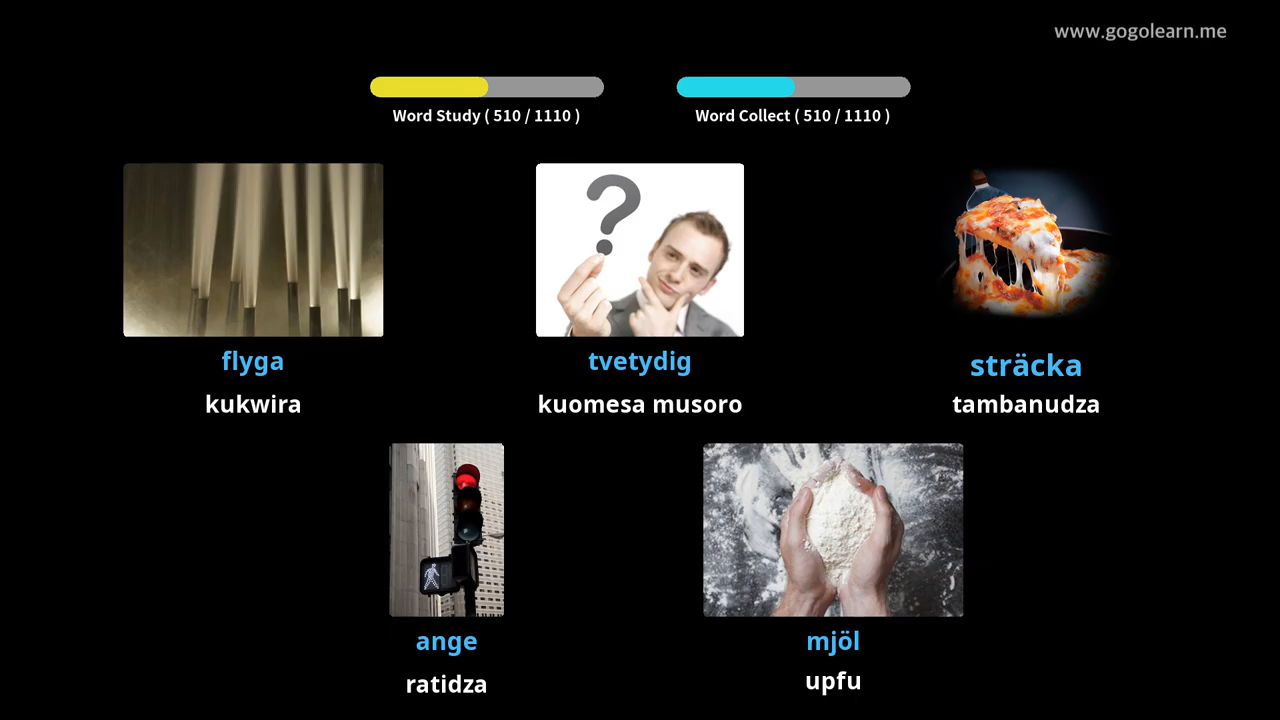 www.gogolearn.me
Word Study ( 510 / 1110 )
Word Collect ( 510 / 1110 )
flyga
kukwira
tvetydig
kuomesa musoro
sträcka
tambanudza
ange
ratidza
mjöl
upfu